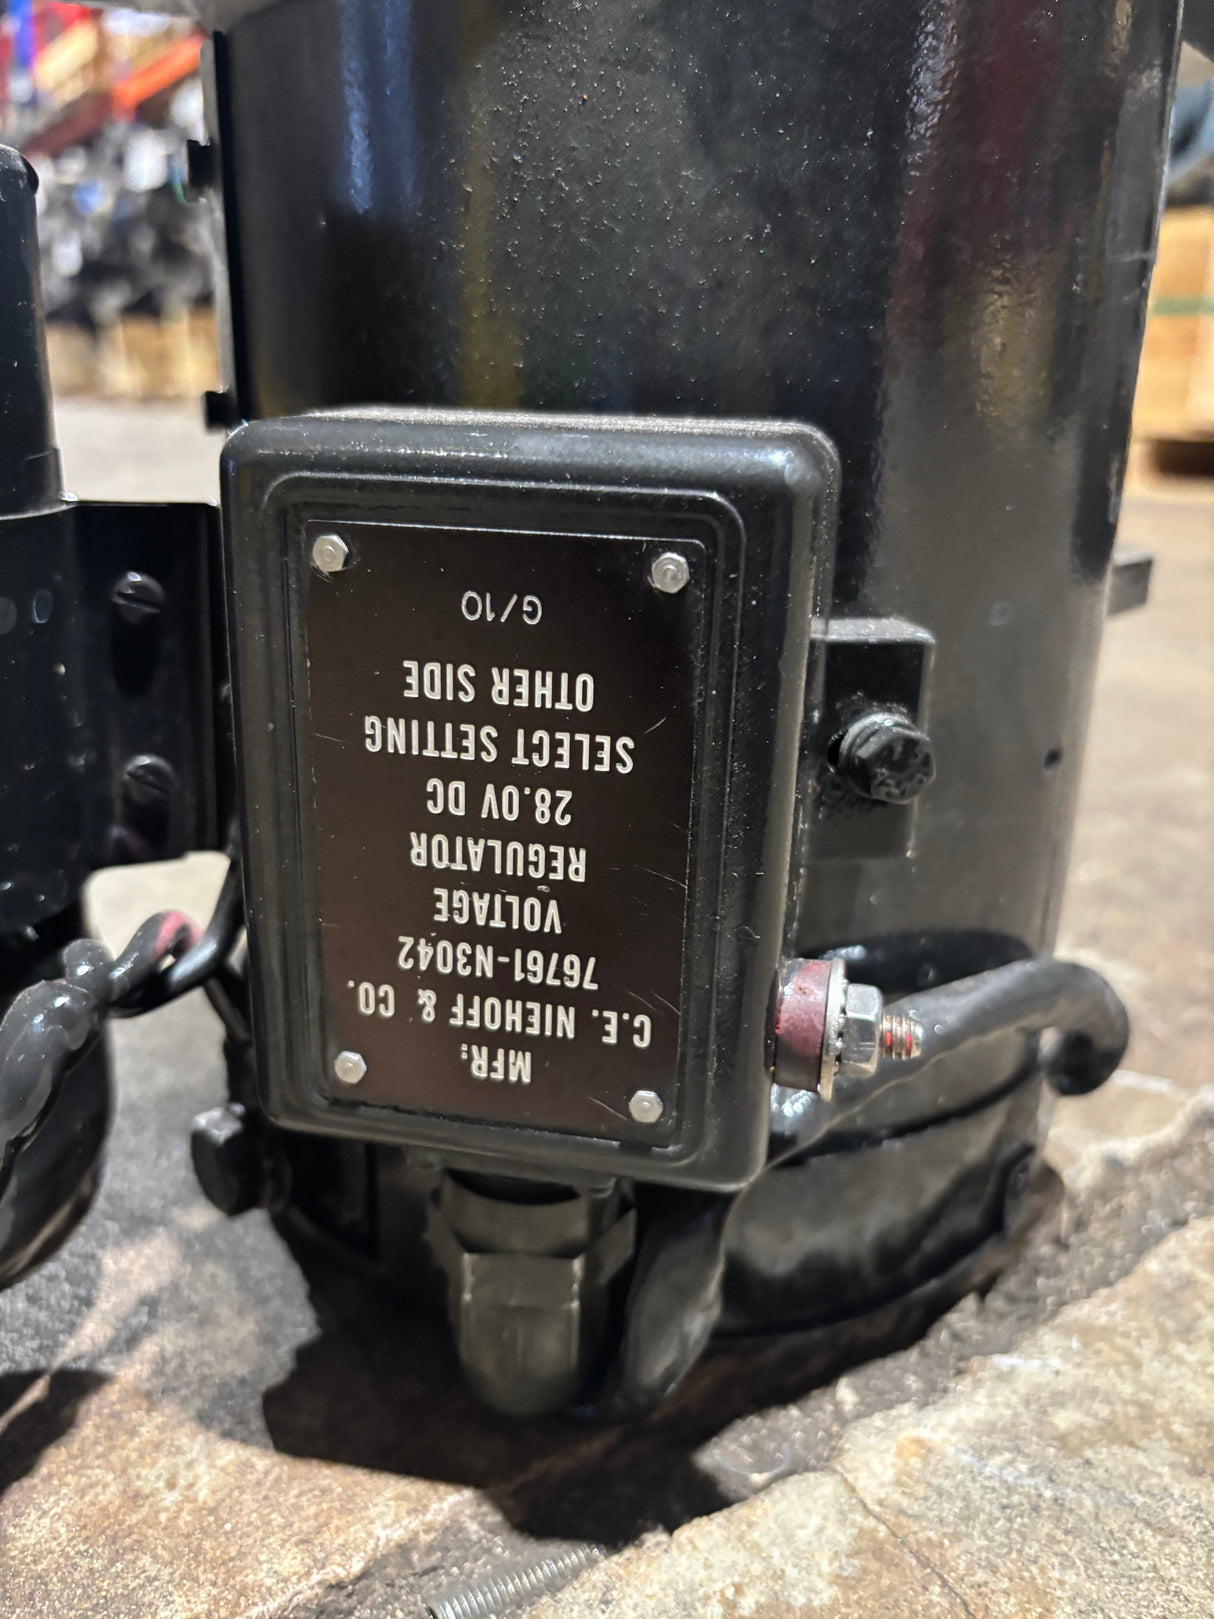 MFR:
C.E. NIEHOFF & CO.
76761-N3042
VOLTAGE
REGULATOR
28.0V DC
SELECT SETTING
OTHER SIDE
G/10